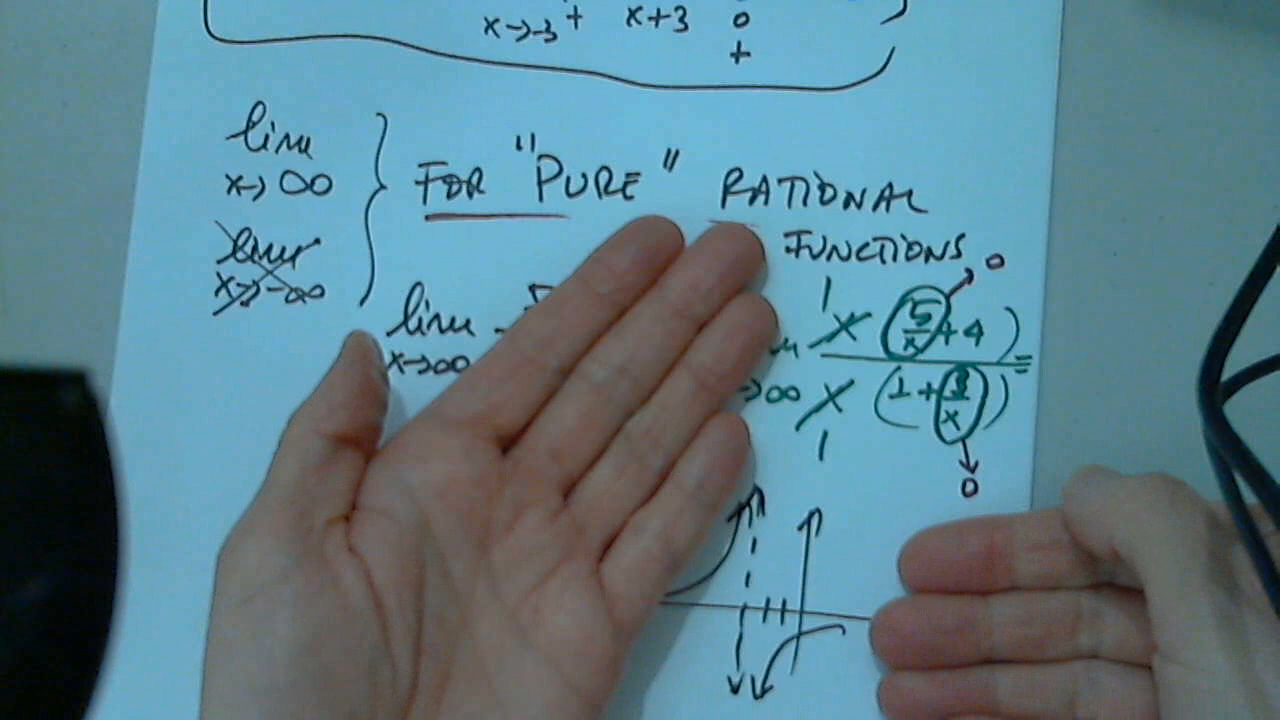 x→-3⁺ x+3 0
+
lim
x→∞
lim
x→-∞
FOR "PURE" RATIONAL
FUNCTIONS
lim
x→∞
→∞ x (5/x + 4) / x (1 + 3/x) =
1 0
1 0